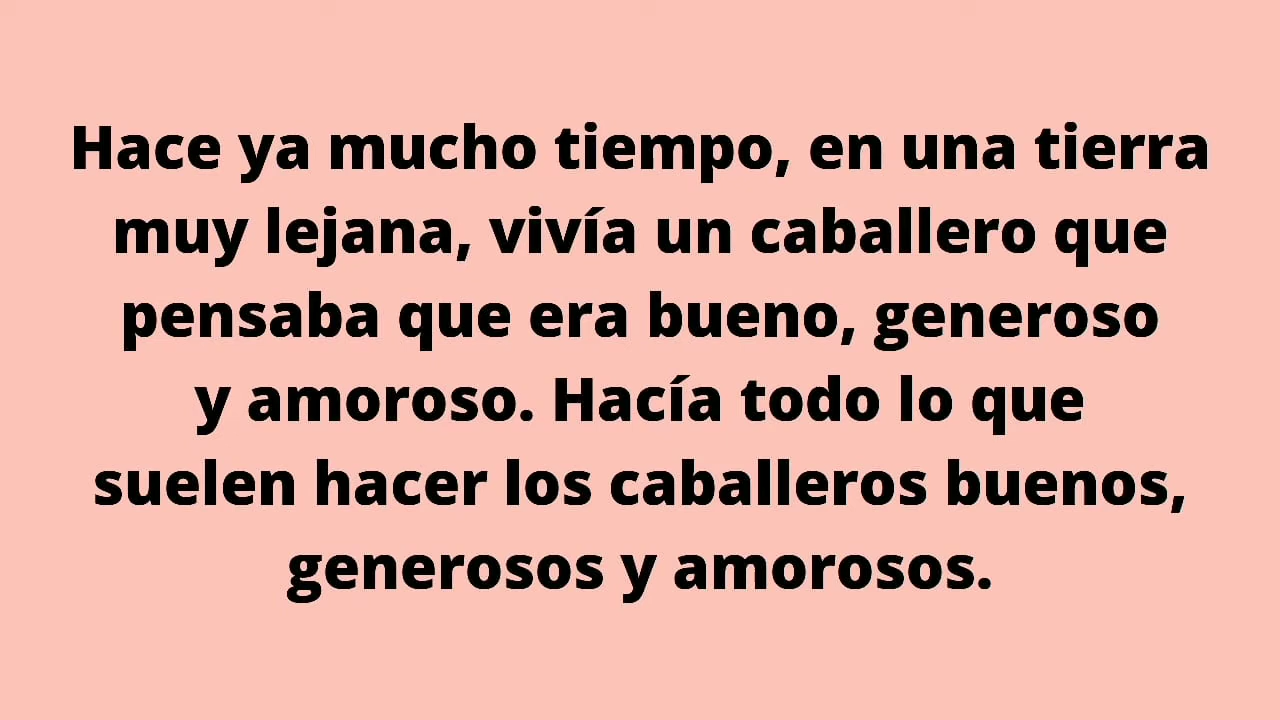 Hace ya mucho tiempo, en una tierra
muy lejana, vivía un caballero que
pensaba que era bueno, generoso
y amoroso. Hacía todo lo que
suelen hacer los caballeros buenos,
generosos y amorosos.